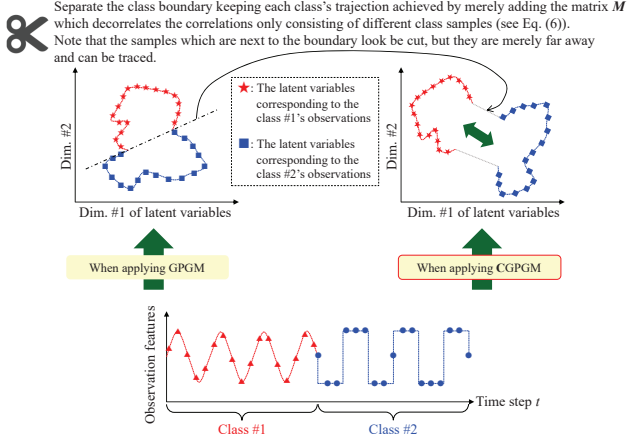 Separate the class boundary keeping each class's trajection achieved by merely adding the matrix M
which decorrelates the correlations only consisting of different class samples (see Eq. (6)).
Note that the samples which are next to the boundary look be cut, but they are merely far away
and can be traced.
Dim. #2
: The latent variables
corresponding to the
class #1's observations
: The latent variables
corresponding to the
class #2's observations
Dim. #2
Dim. #1 of latent variables
Dim. #1 of latent variables
When applying GPGM
When applying CGPGM
Observation features
Time step t
Class #1
Class #2